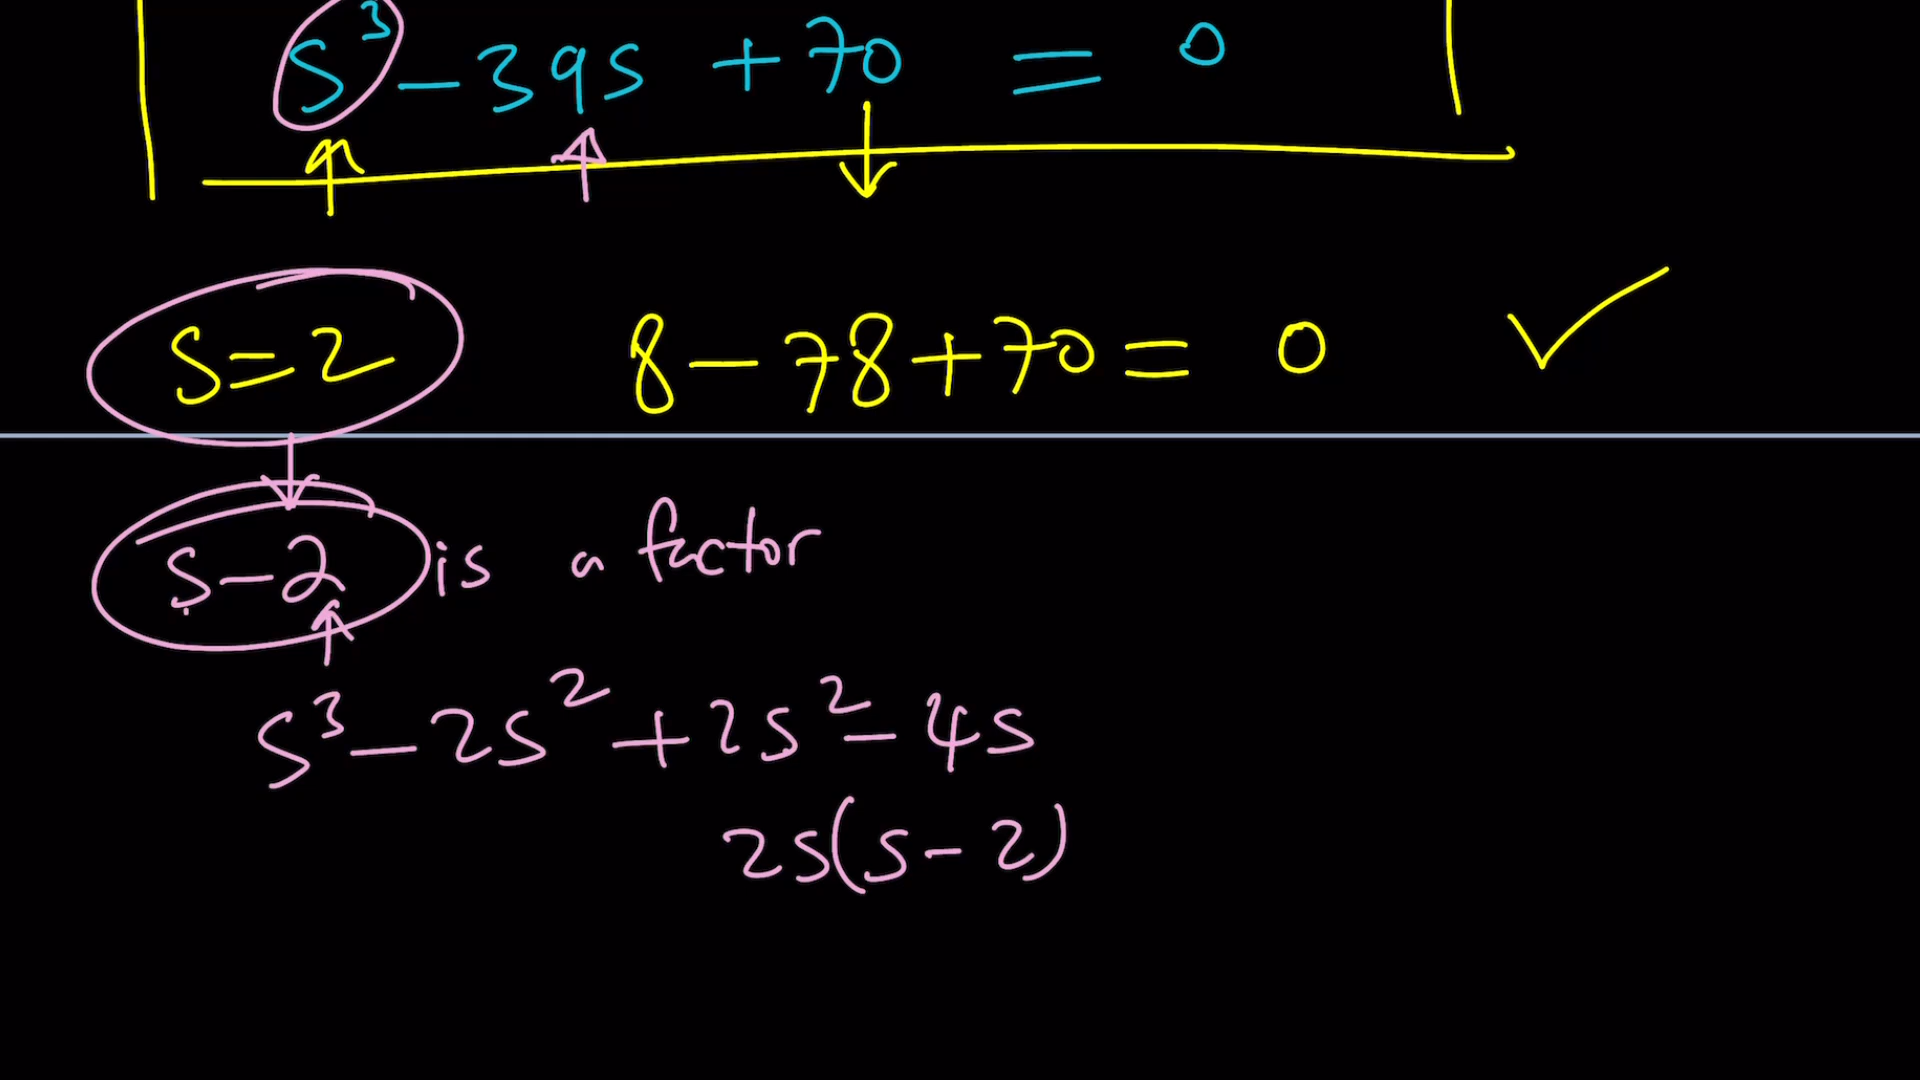 s³ - 39s + 70 = 0
s=2 8 - 78 + 70 = 0 ✓
s-2 is a factor
s³ - 2s² + 2s² - 4s
2s(s-2)